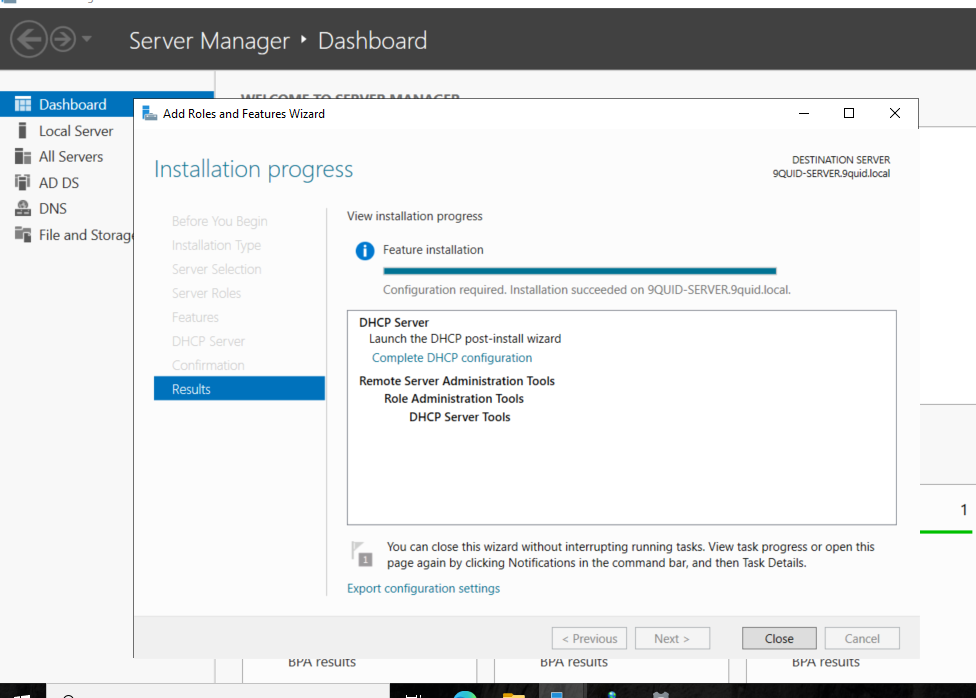 Server Manager ‣ Dashboard
WELCOME TO SERVER MANAGER
Dashboard
Local Server
All Servers
AD DS
DNS
File and Storage
Add Roles and Features Wizard
Installation progress
DESTINATION SERVER
9QUID-SERVER.9quid.local
Before You Begin
Installation Type
Server Selection
Server Roles
Features
DHCP Server
Confirmation
Results
View installation progress
Feature installation
Configuration required. Installation succeeded on 9QUID-SERVER.9quid.local.
DHCP Server
Launch the DHCP post-install wizard
Complete DHCP configuration
Remote Server Administration Tools
Role Administration Tools
DHCP Server Tools
1
You can close this wizard without interrupting running tasks. View task progress or open this
page again by clicking Notifications in the command bar, and then Task Details.
Export configuration settings
< Previous
Next >
Close
Cancel
1
BPA results
BPA results
BPA results